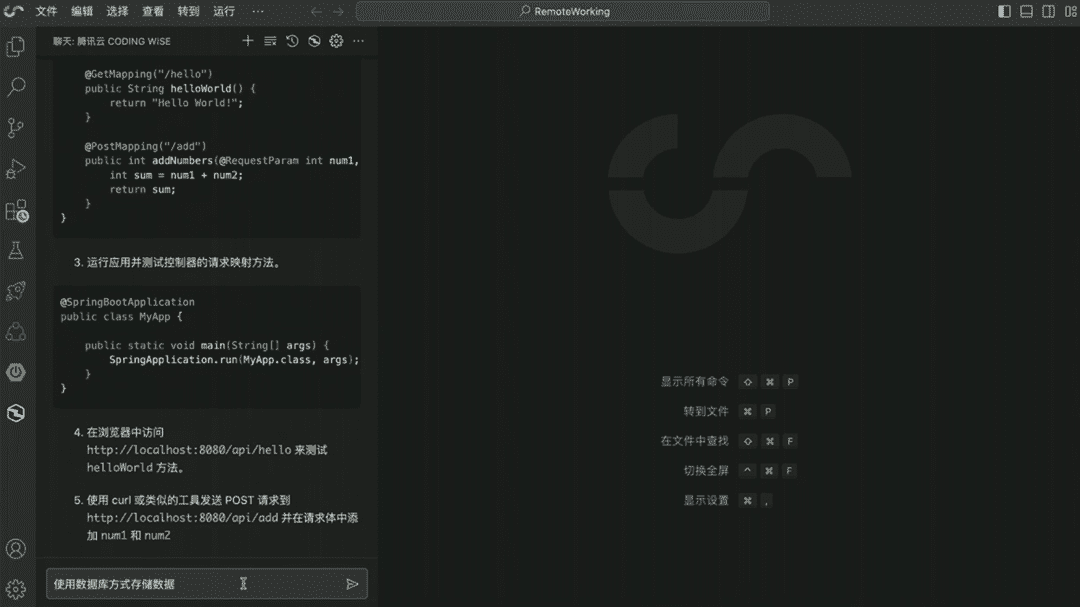 文件 编辑 选择 查看 转到 运行 ···
RemoteWorking
聊天: 腾讯云 CODING WiSE
@GetMapping("/hello")
public String helloWorld() {
return "Hello World!";
}
@PostMapping("/add")
public int addNumbers(@RequestParam int num1,
int sum = num1 + num2;
return sum;
}
}
3. 运行应用并测试控制器的请求映射方法。
@SpringBootApplication
public class MyApp {
public static void main(String[] args) {
SpringApplication.run(MyApp.class, args);
}
}
4. 在浏览器中访问
http://localhost:8080/api/hello 来测试
helloWorld 方法。
5. 使用 curl 或类似的工具发送 POST 请求到
http://localhost:8080/api/add 并在请求体中添
加 num1 和 num2
使用数据库方式存储数据
显示所有命令 ⇧ ⌘ P
转到文件 ⌘ P
在文件中查找 ⇧ ⌘ F
切换全屏 ^ ⌘ F
显示设置 ⌘ ,